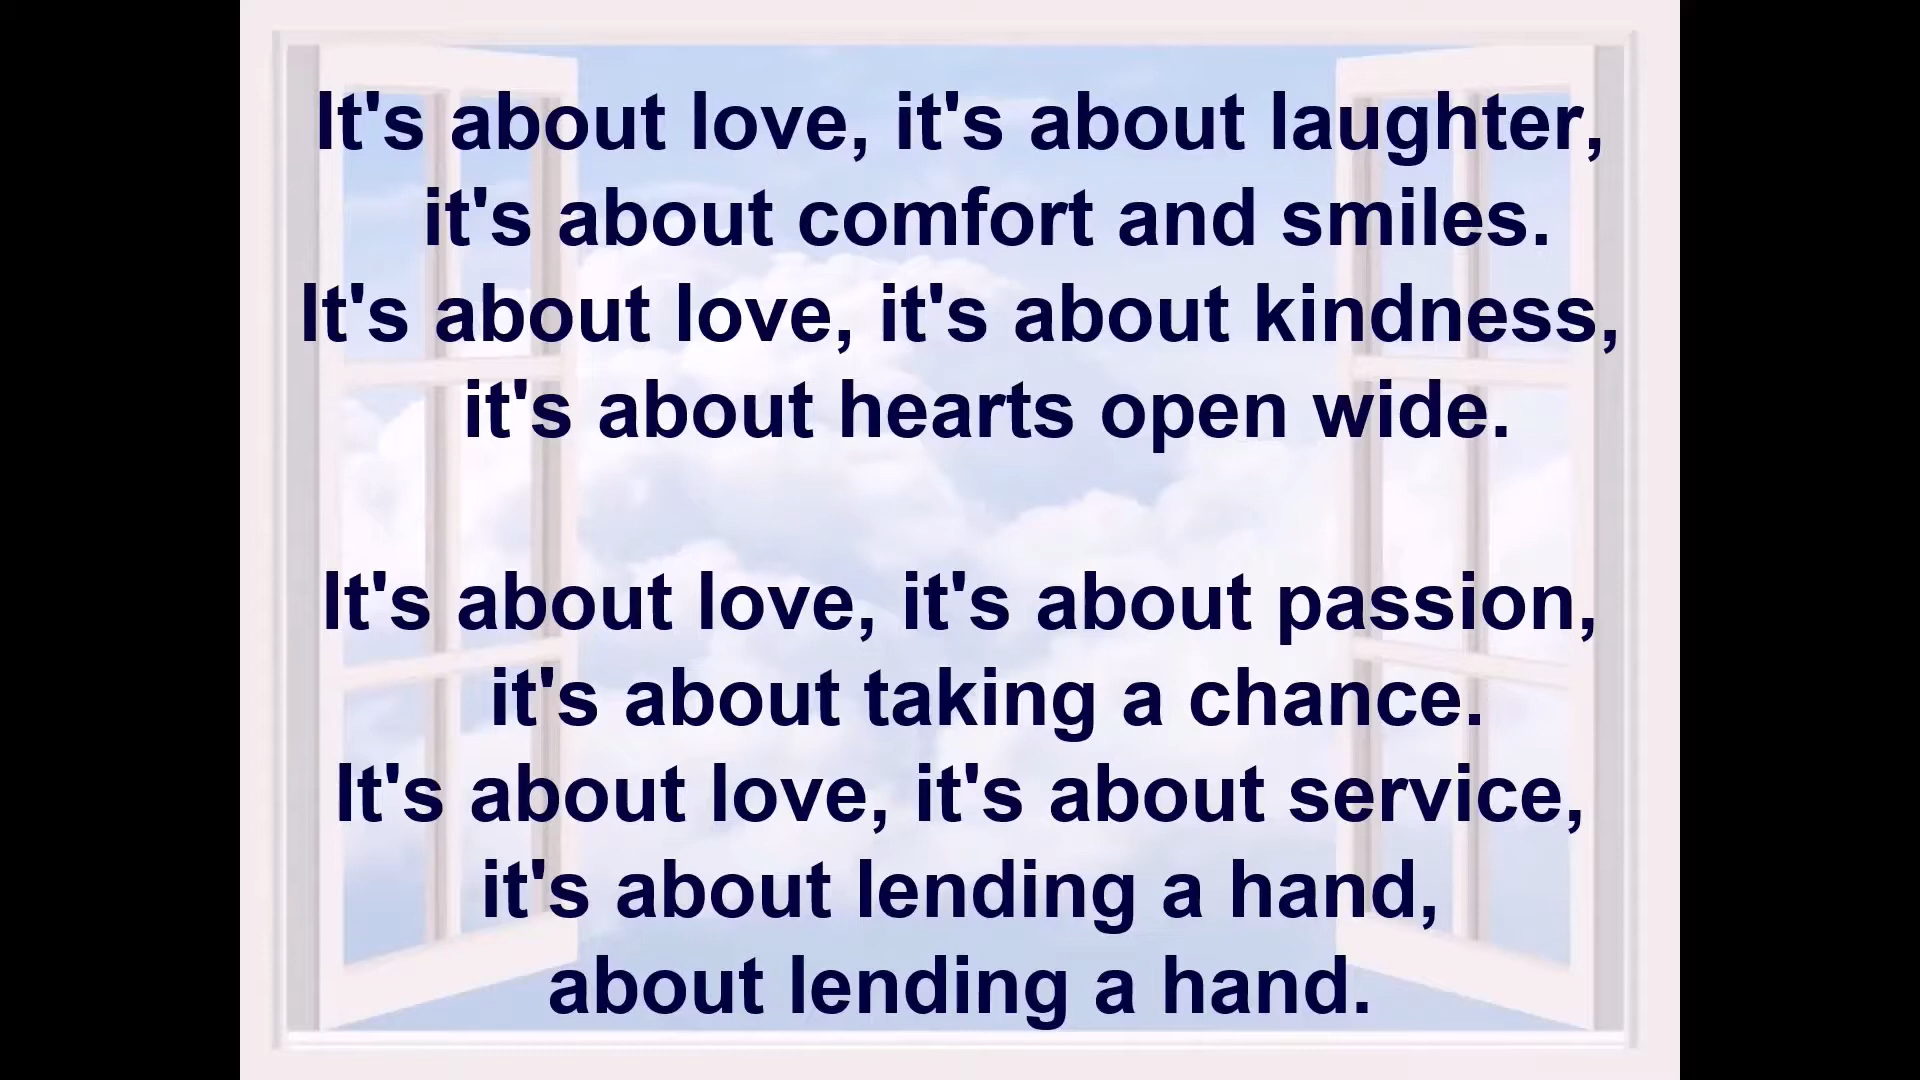 It's about love, it's about laughter,
it's about comfort and smiles.
It's about love, it's about kindness,
it's about hearts open wide.
It's about love, it's about passion,
it's about taking a chance.
It's about love, it's about service,
it's about lending a hand,
about lending a hand.